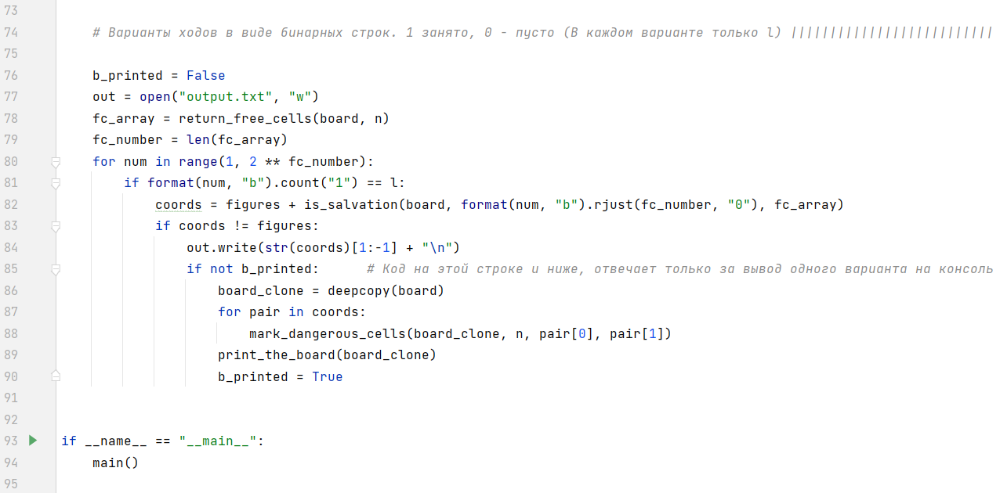 73
74 # Варианты ходов в виде бинарных строк. 1 занято, 0 - пусто (В каждом варианте только l) ||||||||||||||||||||||||||
75
76 b_printed = False
77 out = open("output.txt", "w")
78 fc_array = return_free_cells(board, n)
79 fc_number = len(fc_array)
80 for num in range(1, 2 ** fc_number):
81 if format(num, "b").count("1") == l:
82 coords = figures + is_salvation(board, format(num, "b").rjust(fc_number, "0"), fc_array)
83 if coords != figures:
84 out.write(str(coords)[1:-1] + "\n")
85 if not b_printed: # Код на этой строке и ниже, отвечает только за вывод одного варианта на консоль
86 board_clone = deepcopy(board)
87 for pair in coords:
88 mark_dangerous_cells(board_clone, n, pair[0], pair[1])
89 print_the_board(board_clone)
90 b_printed = True
91
92
93 if __name__ == "__main__":
94 main()
95